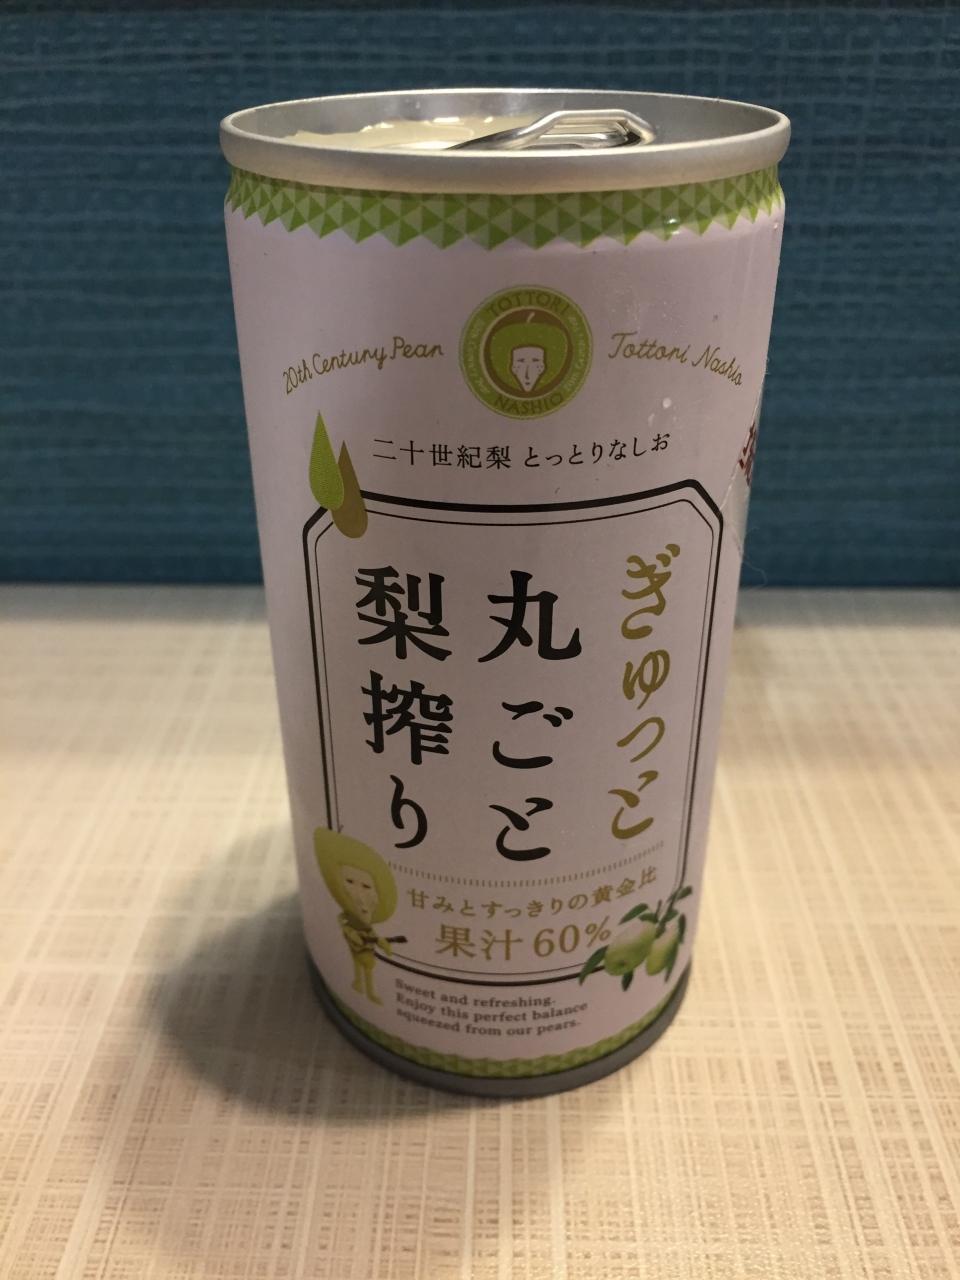 20th Century Pear
TOTTORI
NASHIO
Tottori Nashio
二十世紀梨 とっとりなしお
ぎゅっと
丸ごと
梨搾り
甘みとすっきりの黄金比
果汁60%
Sweet and refreshing.
Enjoy this perfect balance
squeezed from our pears.